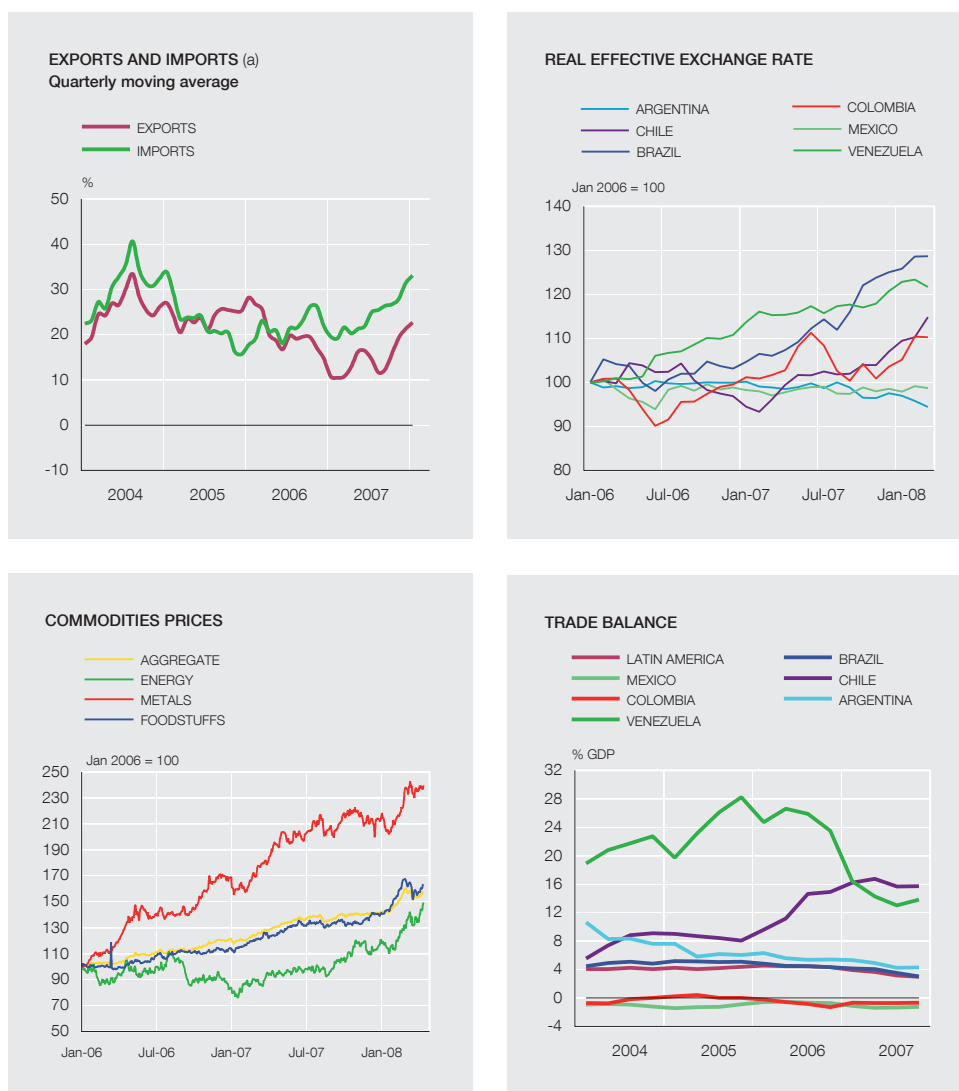 EXPORTS AND IMPORTS (a)
Quarterly moving average
EXPORTS
IMPORTS
%
50
40
30
20
10
0
-10
2004 2005 2006 2007
REAL EFFECTIVE EXCHANGE RATE
ARGENTINA COLOMBIA
CHILE MEXICO
BRAZIL VENEZUELA
Jan 2006 = 100
140
130
120
110
100
90
80
Jan-06 Jul-06 Jan-07 Jul-07 Jan-08
COMMODITIES PRICES
AGGREGATE
ENERGY
METALS
FOODSTUFFS
Jan 2006 = 100
250
230
210
190
170
150
130
110
90
70
50
Jan-06 Jul-06 Jan-07 Jul-07 Jan-08
TRADE BALANCE
LATIN AMERICA BRAZIL
MEXICO CHILE
COLOMBIA ARGENTINA
VENEZUELA
% GDP
32
28
24
20
16
12
8
4
0
-4
2004 2005 2006 2007